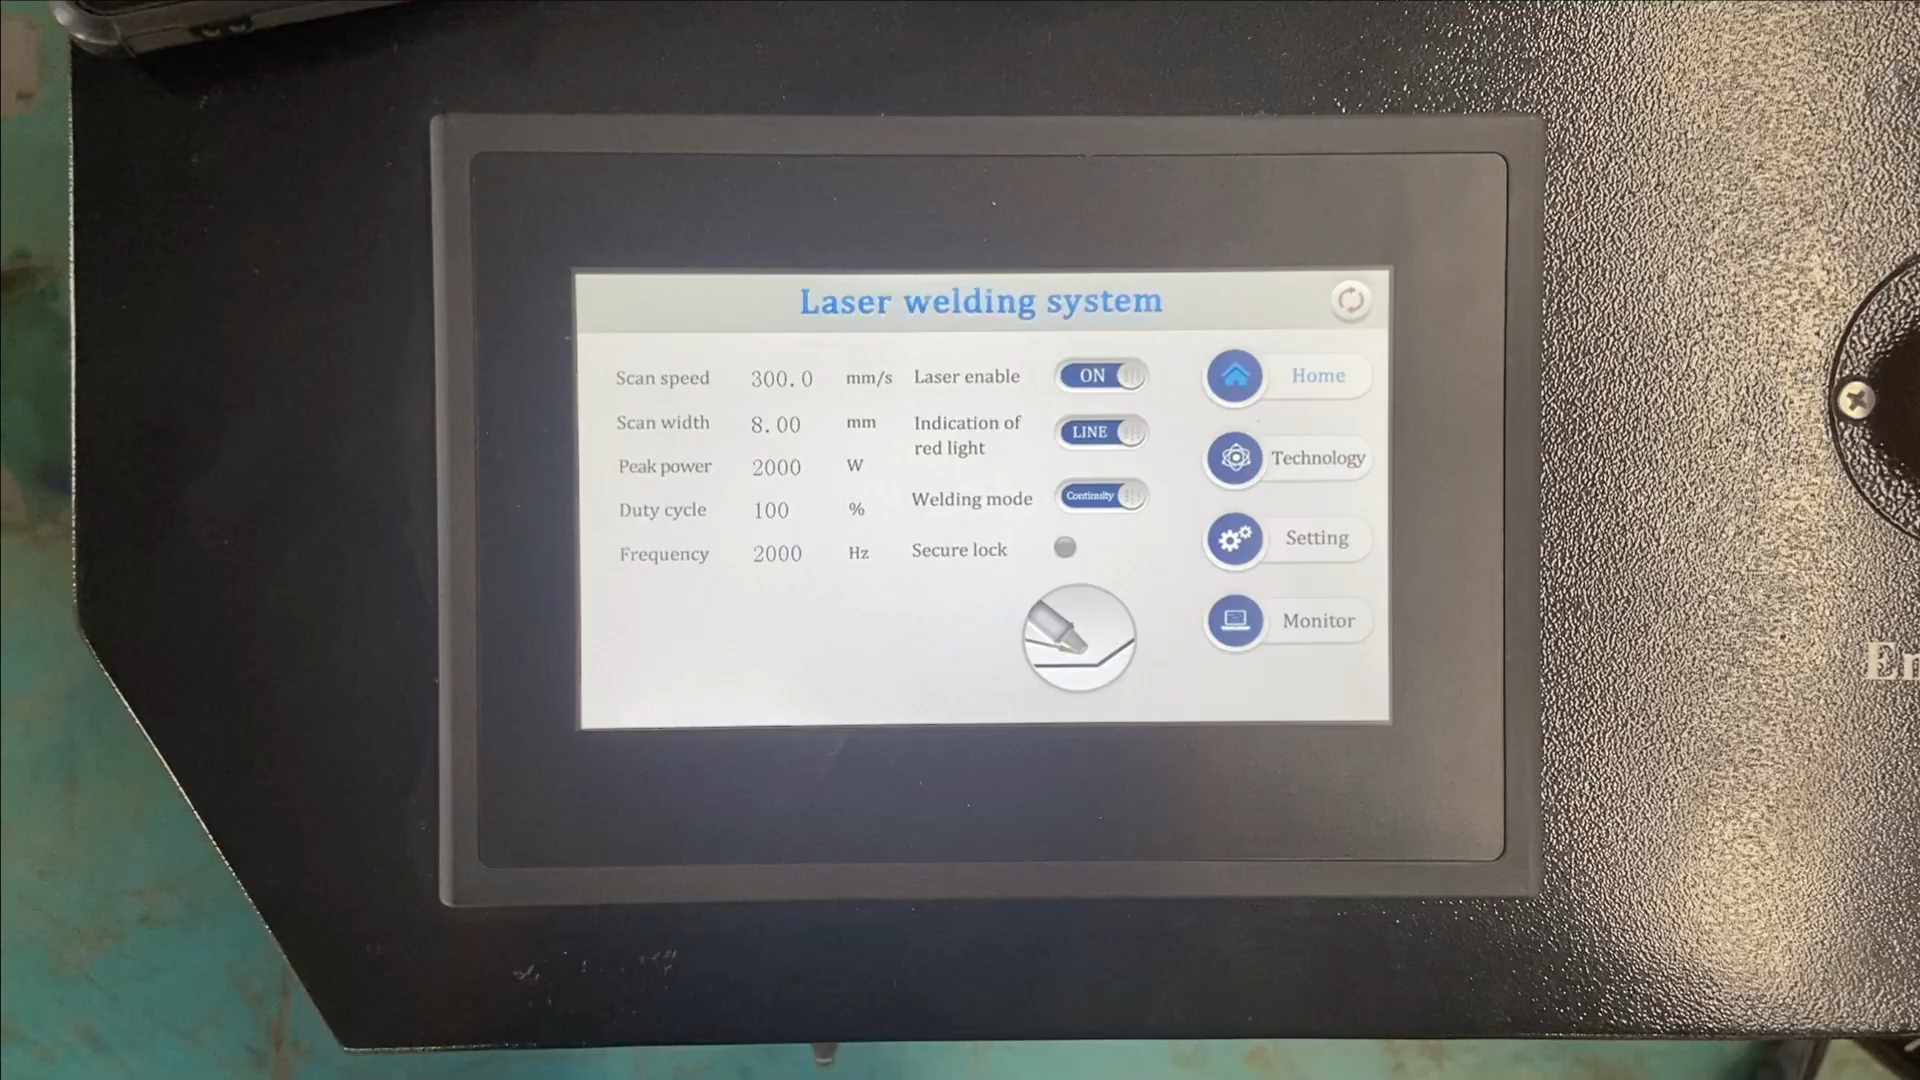 Laser welding system
Scan speed 300.0 mm/s
Scan width 8.00 mm
Peak power 2000 W
Duty cycle 100 %
Frequency 2000 Hz
Laser enable ON
Indication of
red light LINE
Welding mode Continuity
Secure lock
Home
Technology
Setting
Monitor